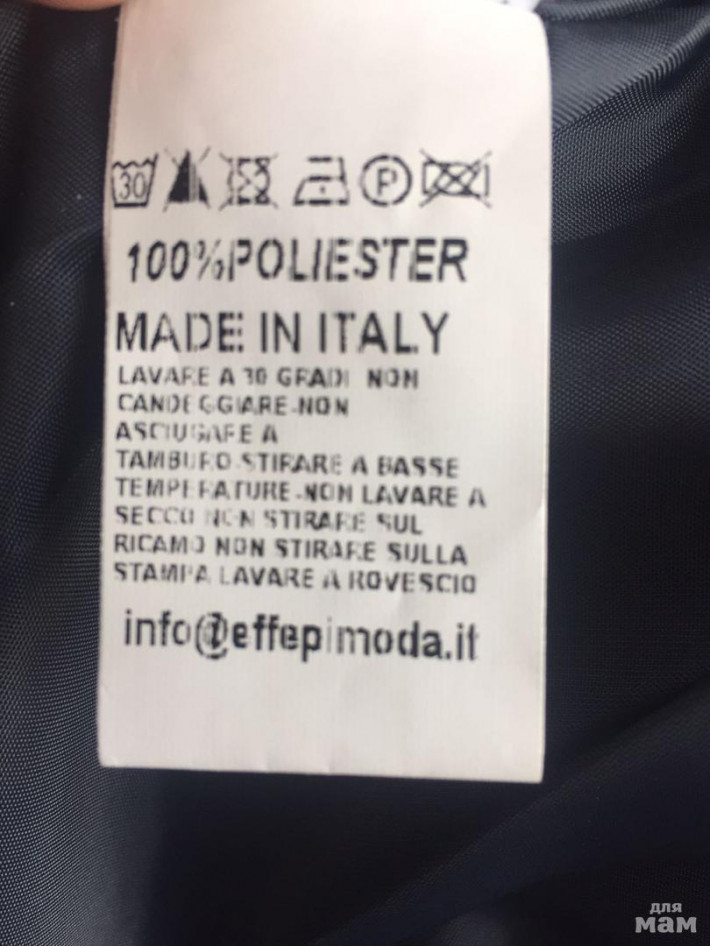 30 P
100%POLIESTER
MADE IN ITALY
LAVARE A 30 GRADI NON
CANDEGGIARE-NON
ASCIUGARE A
TAMBURO-STIRARE A BASSE
TEMPERATURE-NON LAVARE A
SECCO NON STIRARE SUL
RICAMO NON STIRARE SULLA
STAMPA LAVARE A ROVESCIO
info@effepimoda.it
для
мам